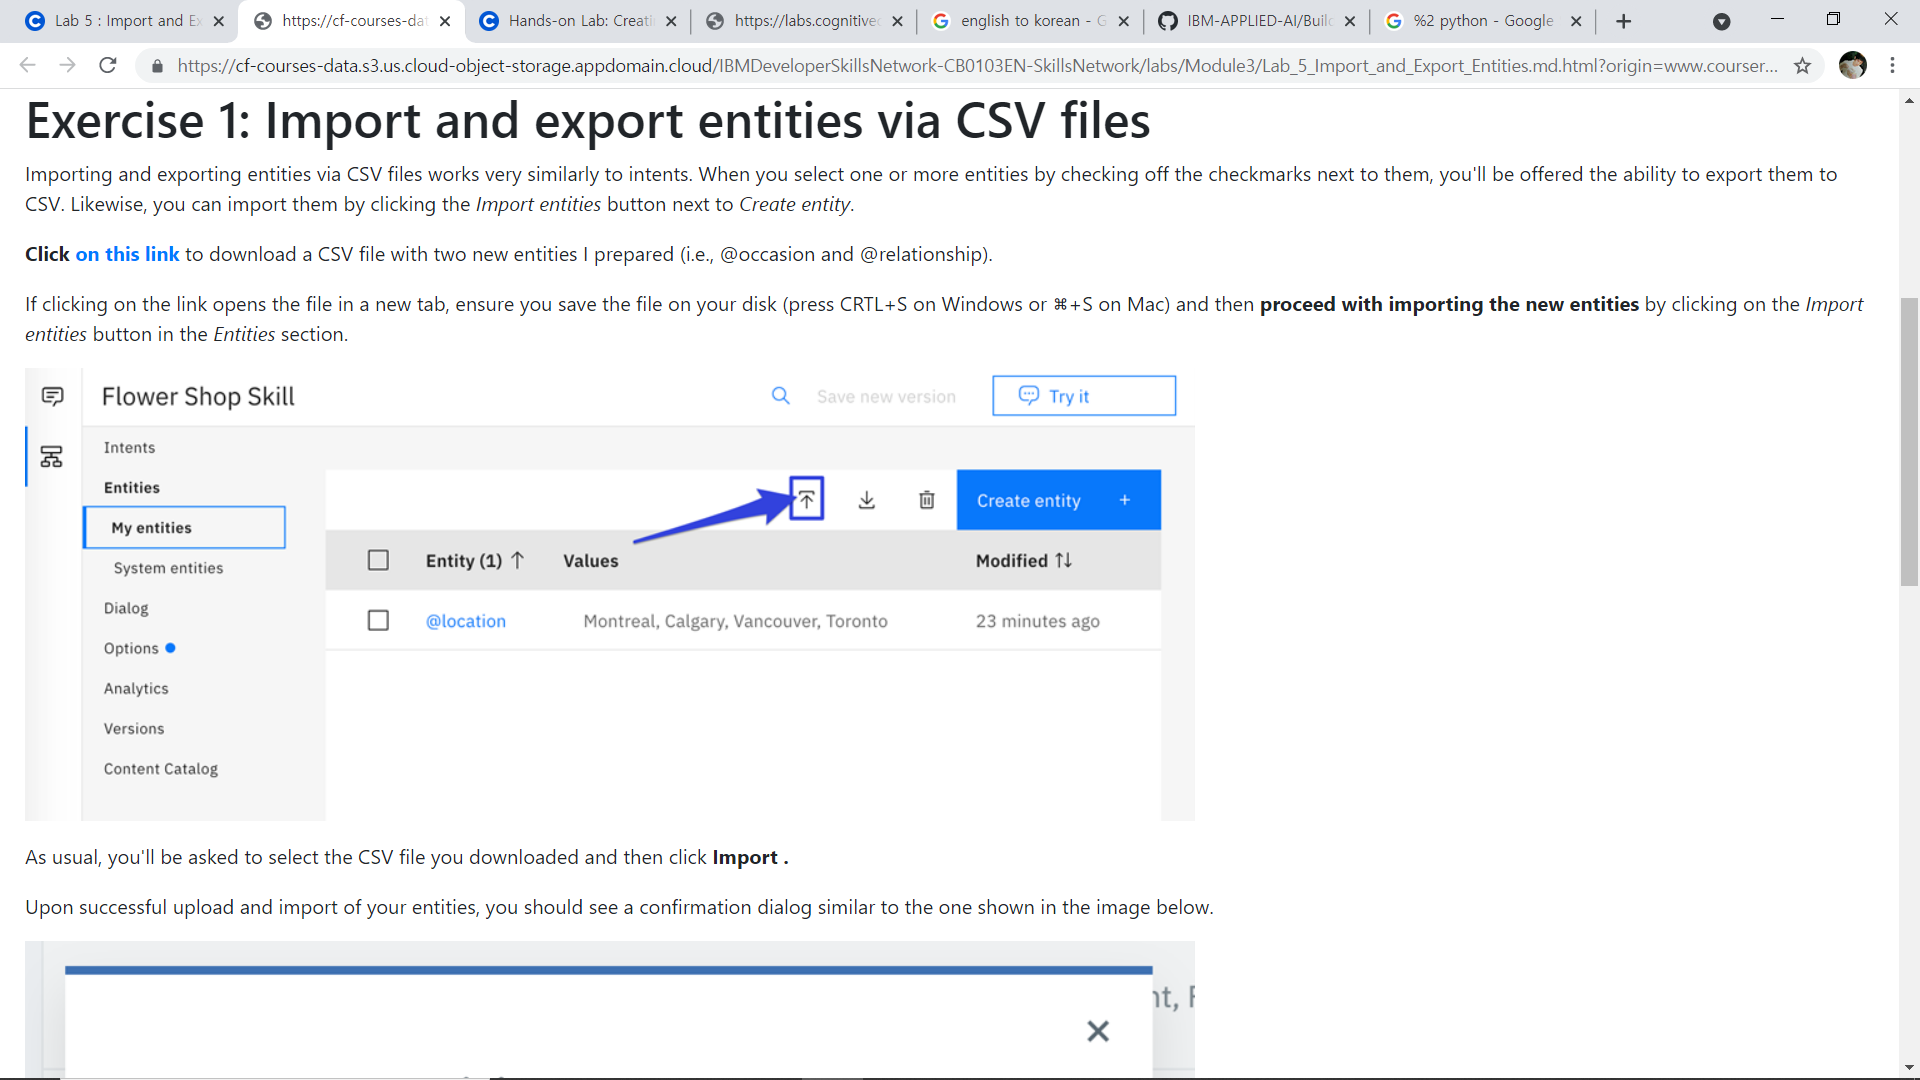 Lab 5 : Import and Ex
https://cf-courses-dat
Hands-on Lab: Creati
https://labs.cognitivec
english to korean - G
IBM-APPLIED-AI/Build
%2 python - Google
https://cf-courses-data.s3.us.cloud-object-storage.appdomain.cloud/IBMDeveloperSkillsNetwork-CB0103EN-SkillsNetwork/labs/Module3/Lab_5_Import_and_Export_Entities.md.html?origin=www.courser...
Exercise 1: Import and export entities via CSV files
Importing and exporting entities via CSV files works very similarly to intents. When you select one or more entities by checking off the checkmarks next to them, you'll be offered the ability to export them to
CSV. Likewise, you can import them by clicking the Import entities button next to Create entity.
Click on this link to download a CSV file with two new entities I prepared (i.e., @occasion and @relationship).
If clicking on the link opens the file in a new tab, ensure you save the file on your disk (press CRTL+S on Windows or ⌘+S on Mac) and then proceed with importing the new entities by clicking on the Import
entities button in the Entities section.
Flower Shop Skill
Save new version
Try it
Intents
Entities
My entities
System entities
Dialog
Options
Analytics
Versions
Content Catalog
Create entity +
Entity (1) ↑ Values Modified ↑↓
@location Montreal, Calgary, Vancouver, Toronto 23 minutes ago
As usual, you'll be asked to select the CSV file you downloaded and then click Import .
Upon successful upload and import of your entities, you should see a confirmation dialog similar to the one shown in the image below.